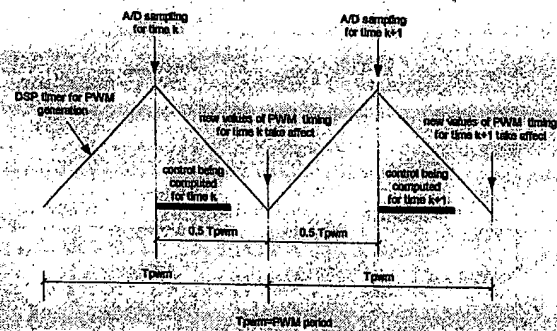 A/D sampling
for time k
A/D sampling
for time k+1
DSP timer for PWM
generation
new values of PWM timing
for time k take affect
new values of PWM timing
for time k+1 take affect
control being
computed
for time k
control being
computed
for time k+1
0.5 Tpwm
0.5 Tpwm
Tpwm
Tpwm
Tpwm=PWM period